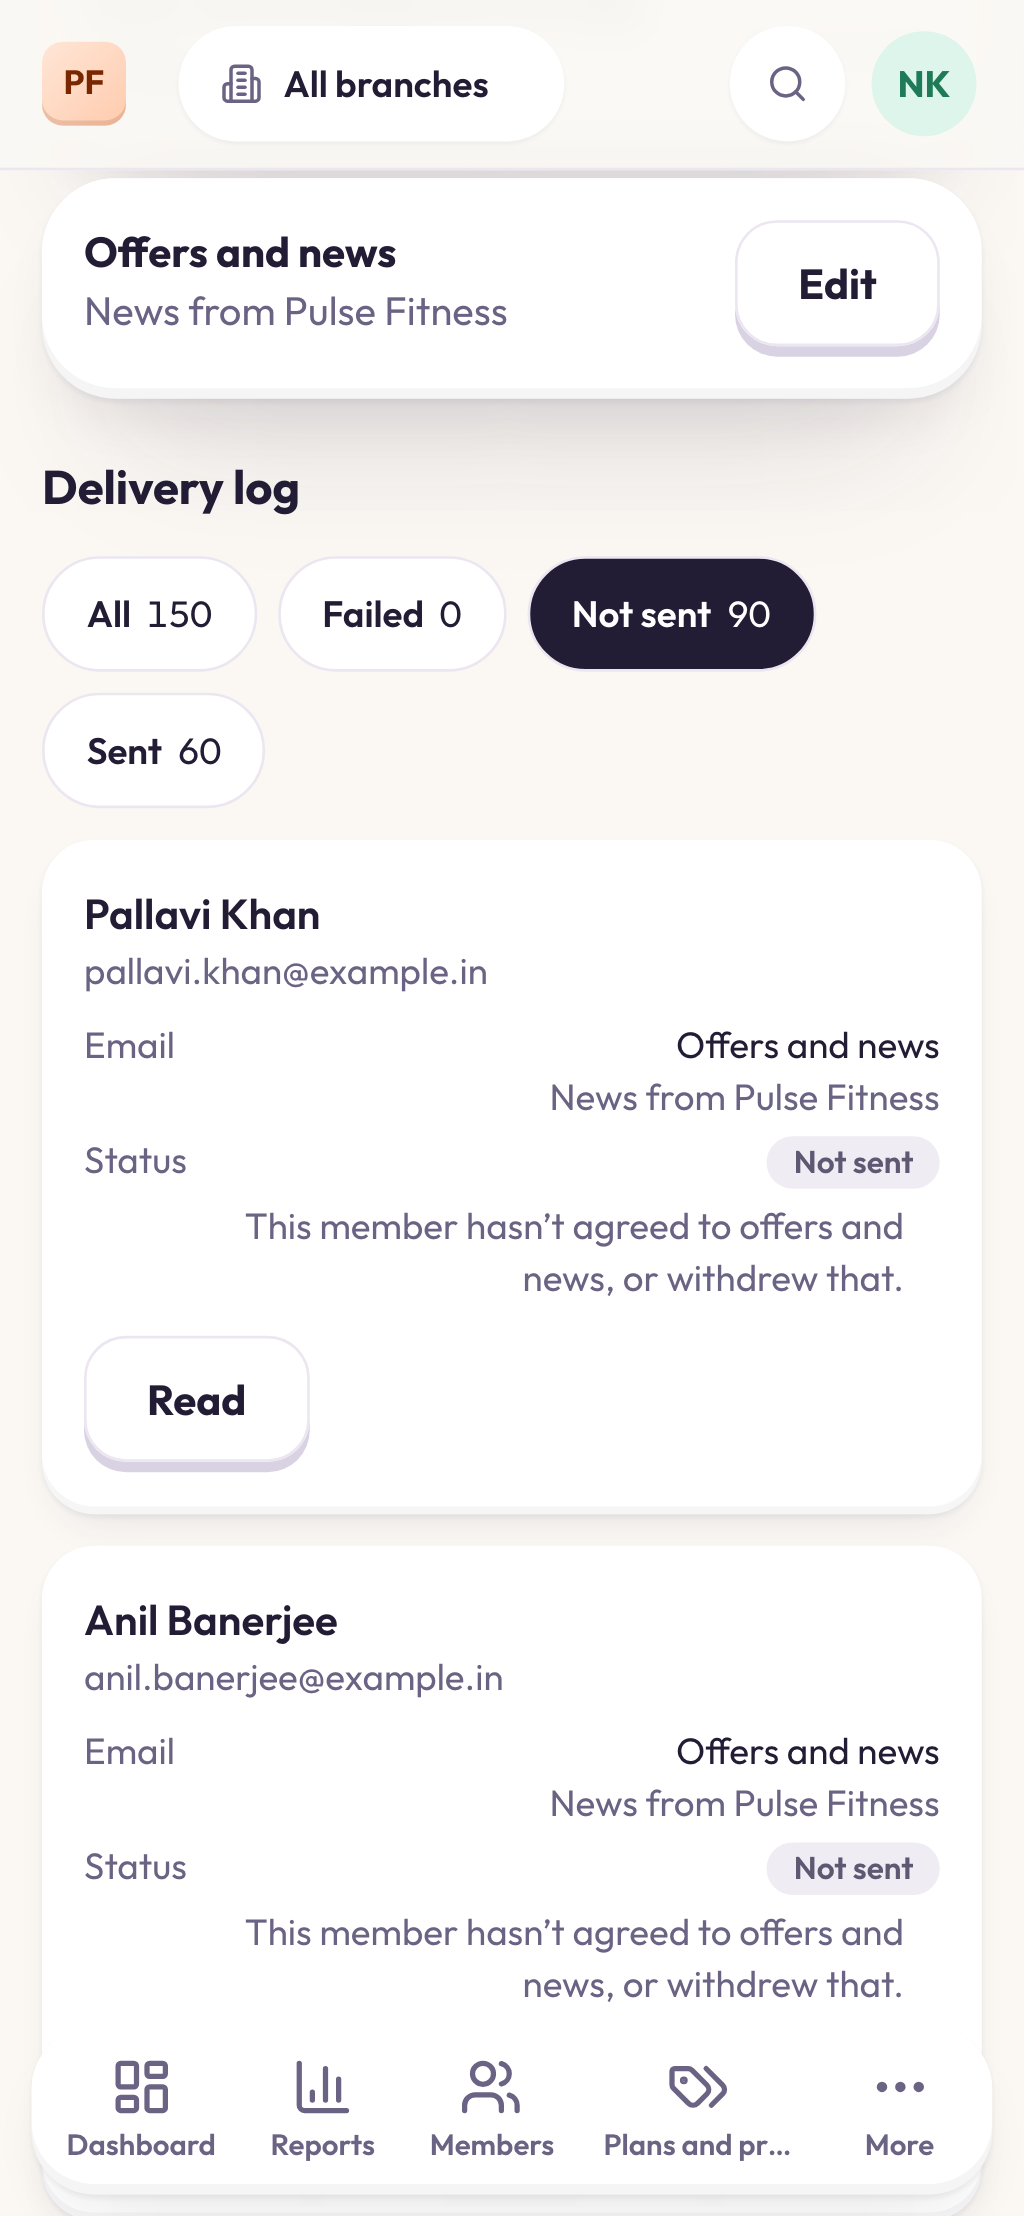 PF
All branches
NK
Offers and news
News from Pulse Fitness
Edit
Delivery log
All 150
Failed 0
Not sent 90
Sent 60
Pallavi Khan
pallavi.khan@example.in
Email
Offers and news
News from Pulse Fitness
Status
Not sent
This member hasn’t agreed to offers and
news, or withdrew that.
Read
Anil Banerjee
anil.banerjee@example.in
Email
Offers and news
News from Pulse Fitness
Status
Not sent
This member hasn’t agreed to offers and
news, or withdrew that.
Dashboard
Reports
Members
Plans and pr...
More